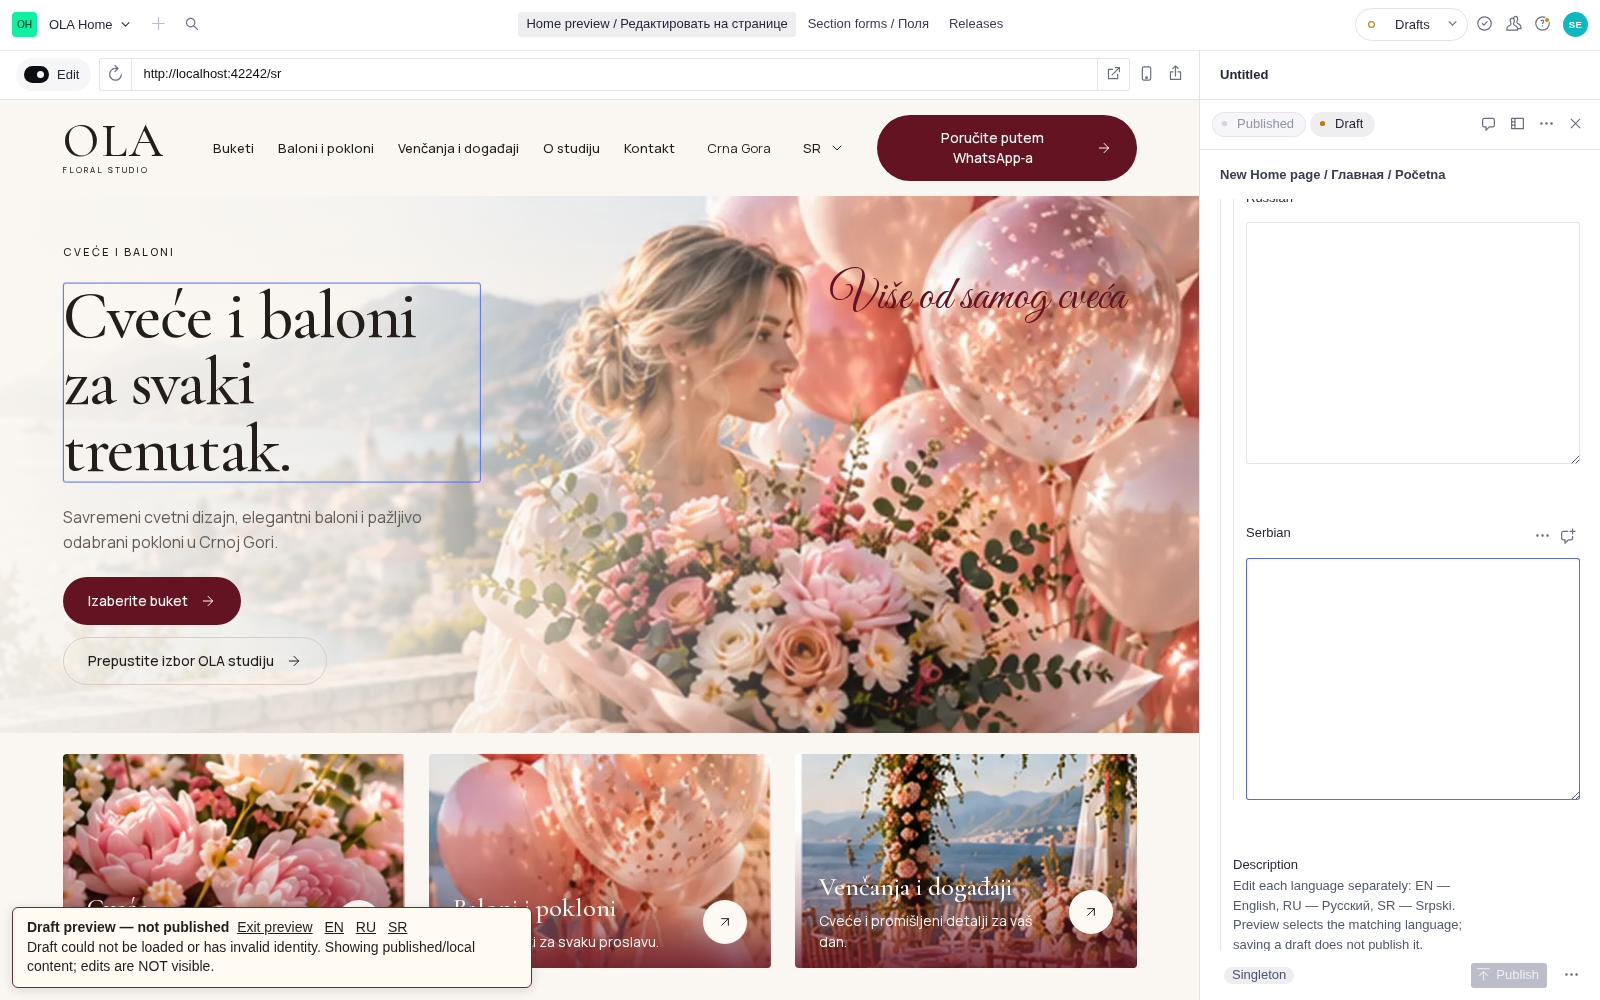 OH OLA Home
Home preview / Редактировать на странице
Section forms / Поля
Releases
Drafts
SE
Edit
http://localhost:42242/sr
Untitled
Published
Draft
New Home page / Главная / Početna
OLA
FLORAL STUDIO
Buketi
Baloni i pokloni
Venčanja i događaji
O studiju
Kontakt
Crna Gora
SR
Poručite putem
WhatsApp-a
CVEĆE I BALONI
Više od samog cveća
Cveće i baloni
za svaki
trenutak.
Savremeni cvetni dizajn, elegantni baloni i pažljivo
odabrani pokloni u Crnoj Gori.
Izaberite buket
Prepustite izbor OLA studiju
Cveće
Baloni i pokloni
za svaku proslavu.
Venčanja i događaji
Cveće i promišljeni detalji za vaš
dan.
Draft preview — not published Exit preview EN RU SR
Draft could not be loaded or has invalid identity. Showing published/local
content; edits are NOT visible.
Russian
Serbian
Description
Edit each language separately: EN —
English, RU — Русский, SR — Srpski.
Preview selects the matching language;
saving a draft does not publish it.
Singleton
Publish